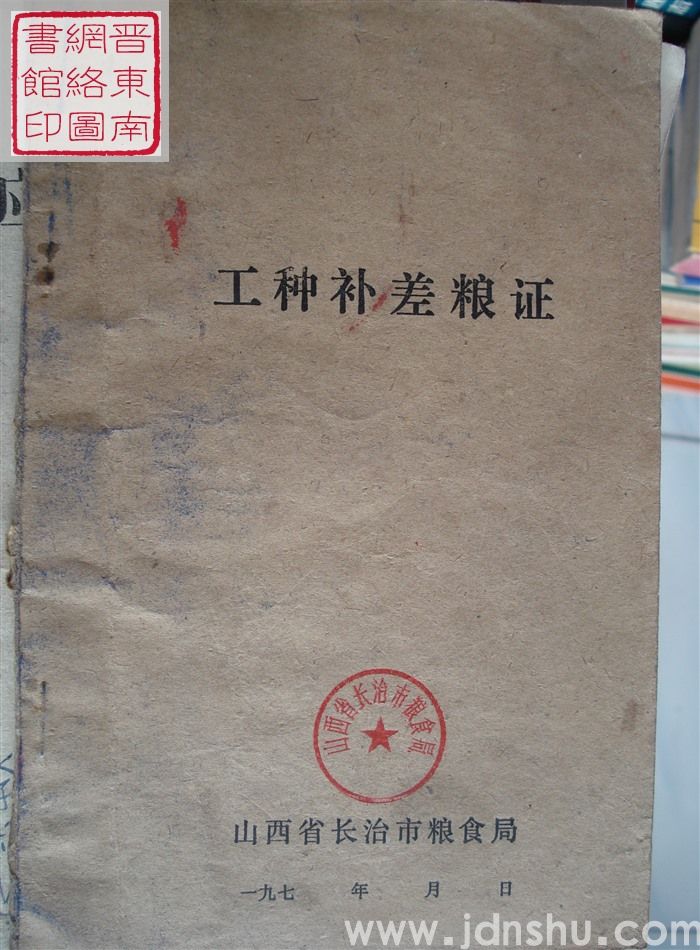 晋東南
網絡圖
書館印
工种补差粮证
山西省长治市粮食局
山西省长治市粮食局
一九七 年 月 日
www.jdnshu.com